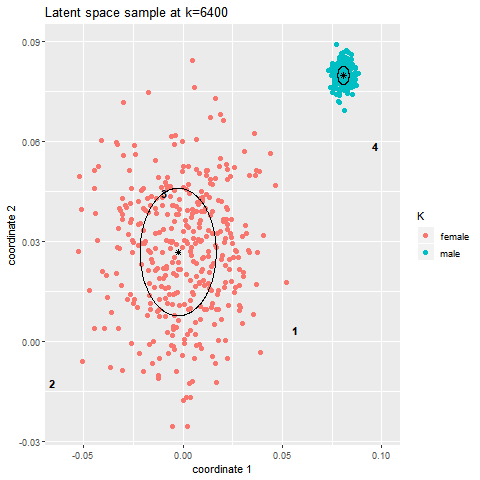 Latent space sample at k=6400
0.09
0.06
0.03
0.00
-0.03
coordinate 2
4
3
1
2
-0.05
0.00
0.05
0.10
coordinate 1
K
female
male